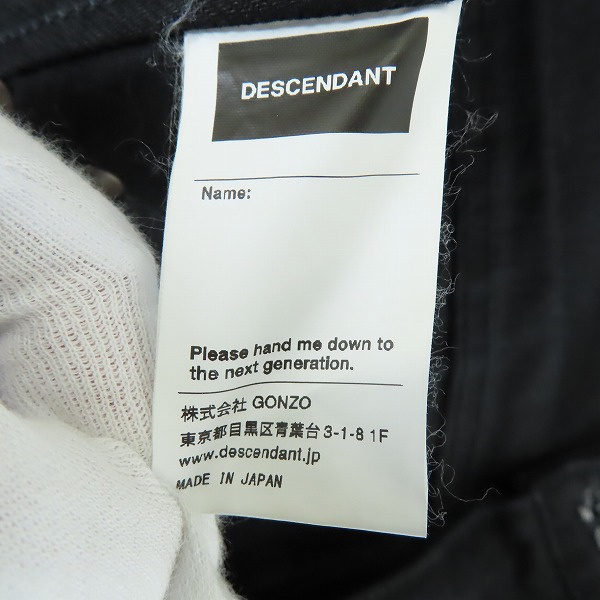 DESCENDANT
Name:
Please hand me down to
the next generation.
株式会社 GONZO
東京都目黒区青葉台3-1-8 1F
www.descendant.jp
MADE IN JAPAN